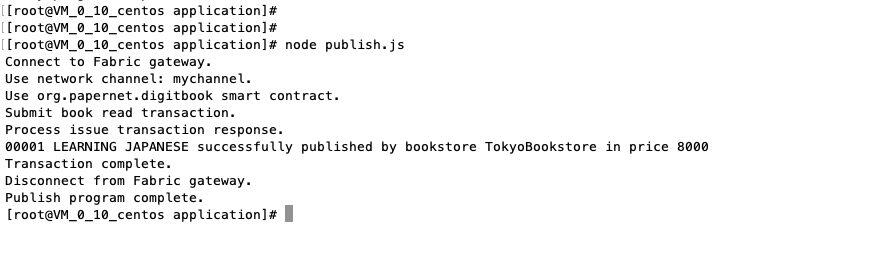 [[root@VM_0_10_centos application]#
[[root@VM_0_10_centos application]#
[[root@VM_0_10_centos application]# node publish.js
Connect to Fabric gateway.
Use network channel: mychannel.
Use org.papernet.digitbook smart contract.
Submit book read transaction.
Process issue transaction response.
00001 LEARNING JAPANESE successfully published by bookstore TokyoBookstore in price 8000
Transaction complete.
Disconnect from Fabric gateway.
Publish program complete.
[root@VM_0_10_centos application]#